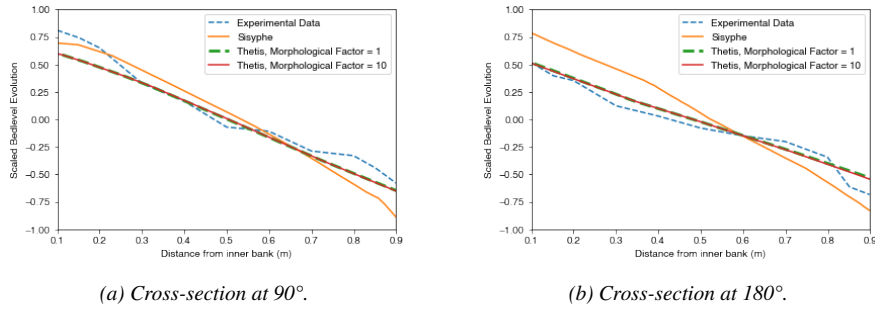 1.00
0.75
0.50
0.25
0.00
−0.25
−0.50
−0.75
−1.00
Scaled Bedlevel Evolution
Experimental Data
Sisyphe
Thetis, Morphological Factor = 1
Thetis, Morphological Factor = 10
0.1 0.2 0.3 0.4 0.5 0.6 0.7 0.8 0.9
Distance from inner bank (m)
(a) Cross-section at 90°.
1.00
0.75
0.50
0.25
0.00
−0.25
−0.50
−0.75
−1.00
Scaled Bedlevel Evolution
Experimental Data
Sisyphe
Thetis, Morphological Factor = 1
Thetis, Morphological Factor = 10
0.1 0.2 0.3 0.4 0.5 0.6 0.7 0.8 0.9
Distance from inner bank (m)
(b) Cross-section at 180°.